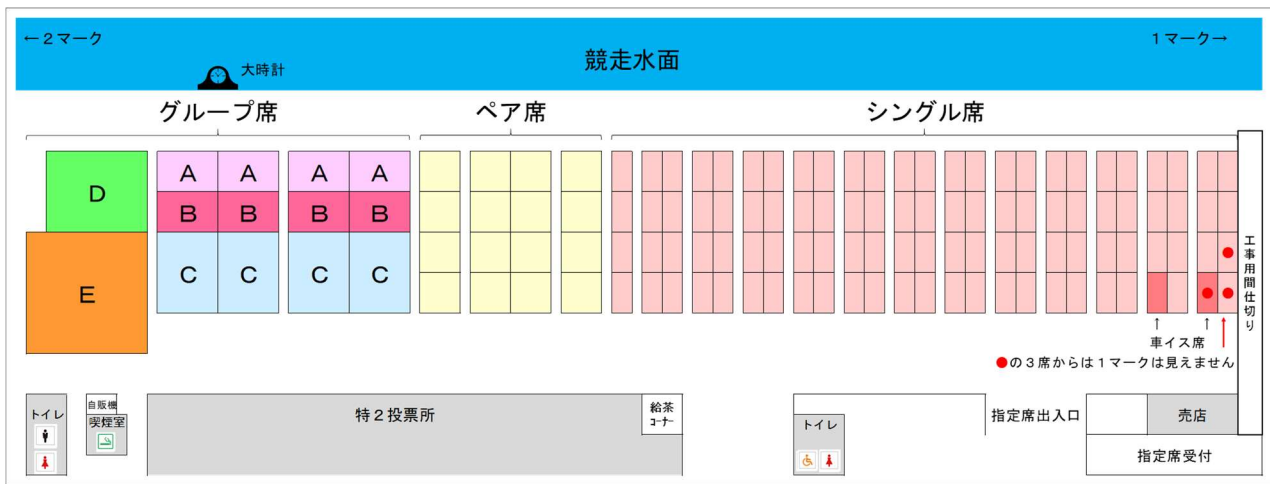 ←２マーク
１マーク→
競走水面
大時計
グループ席
ペア席
シングル席
D
A A A A
B B B B
C C C C
E
工事用間仕切り
↑ ↑
車イス席
●の３席からは１マークは見えません
トイレ
自販機
喫煙室
特２投票所
給茶
ｺｰﾅｰ
トイレ
指定席出入口
売店
指定席受付